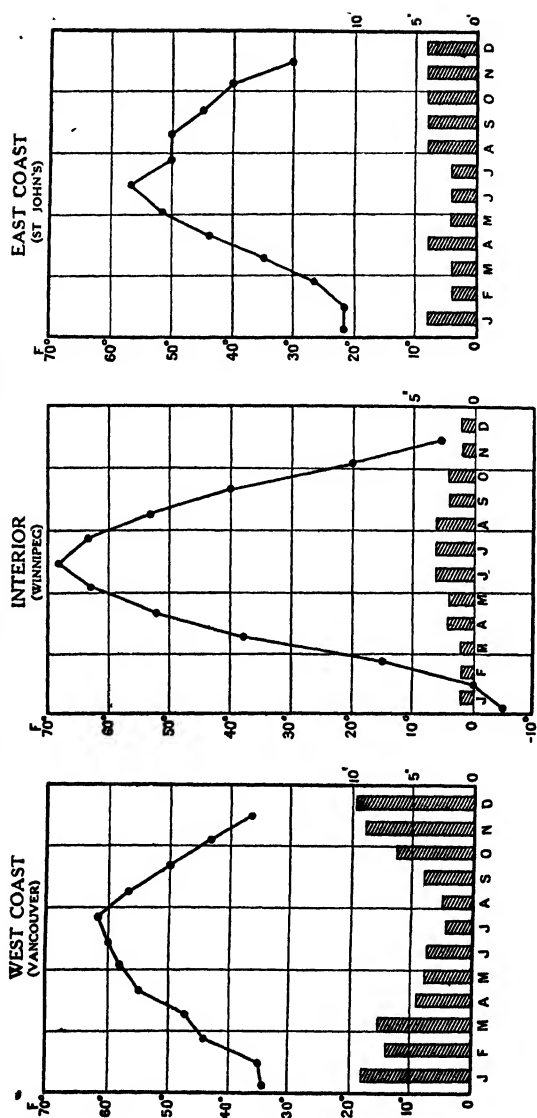 WEST COAST
(VANCOUVER)
F.
70°
60°
50°
40°
30°
20°
10°
0
10'
5'
0
J F M A M J J A S O N D
INTERIOR
(WINNIPEG)
F.
70°
60°
50°
40°
30°
20°
10°
0
-10°
5"
0
J F M A M J J A S O N D
EAST COAST
(ST JOHN'S)
F
70°
60°
50°
40°
30°
20°
10°
0
10'
0'
J F M A M J J A S O N D